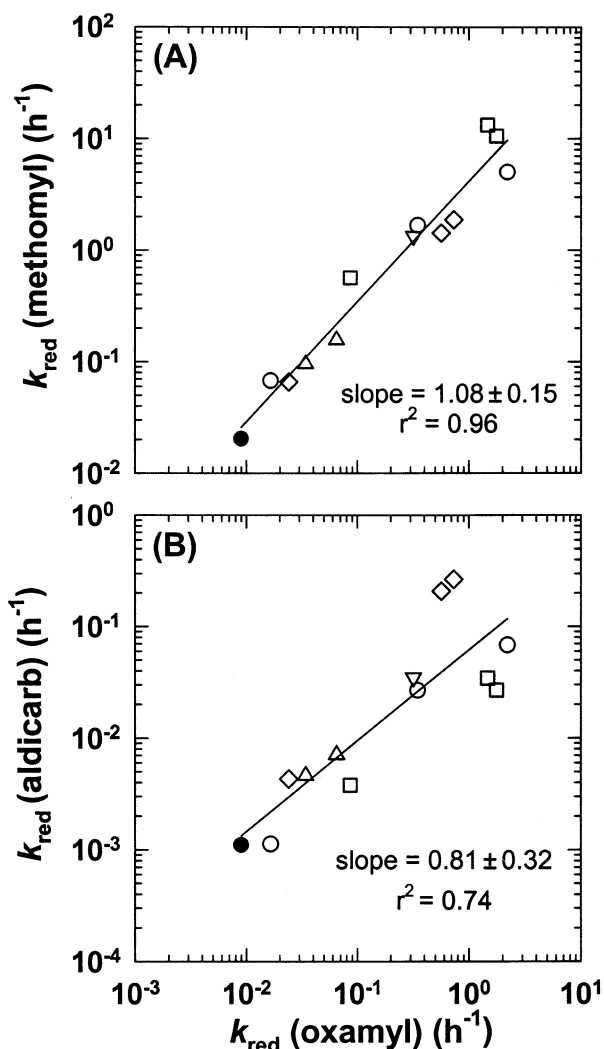 (A)
k_red (methomyl) (h⁻¹)
10²
10¹
10⁰
10⁻¹
10⁻²
slope = 1.08 ± 0.15
r² = 0.96
(B)
k_red (aldicarb) (h⁻¹)
10⁰
10⁻¹
10⁻²
10⁻³
10⁻⁴
slope = 0.81 ± 0.32
r² = 0.74
10⁻³ 10⁻² 10⁻¹ 10⁰ 10¹
k_red (oxamyl) (h⁻¹)